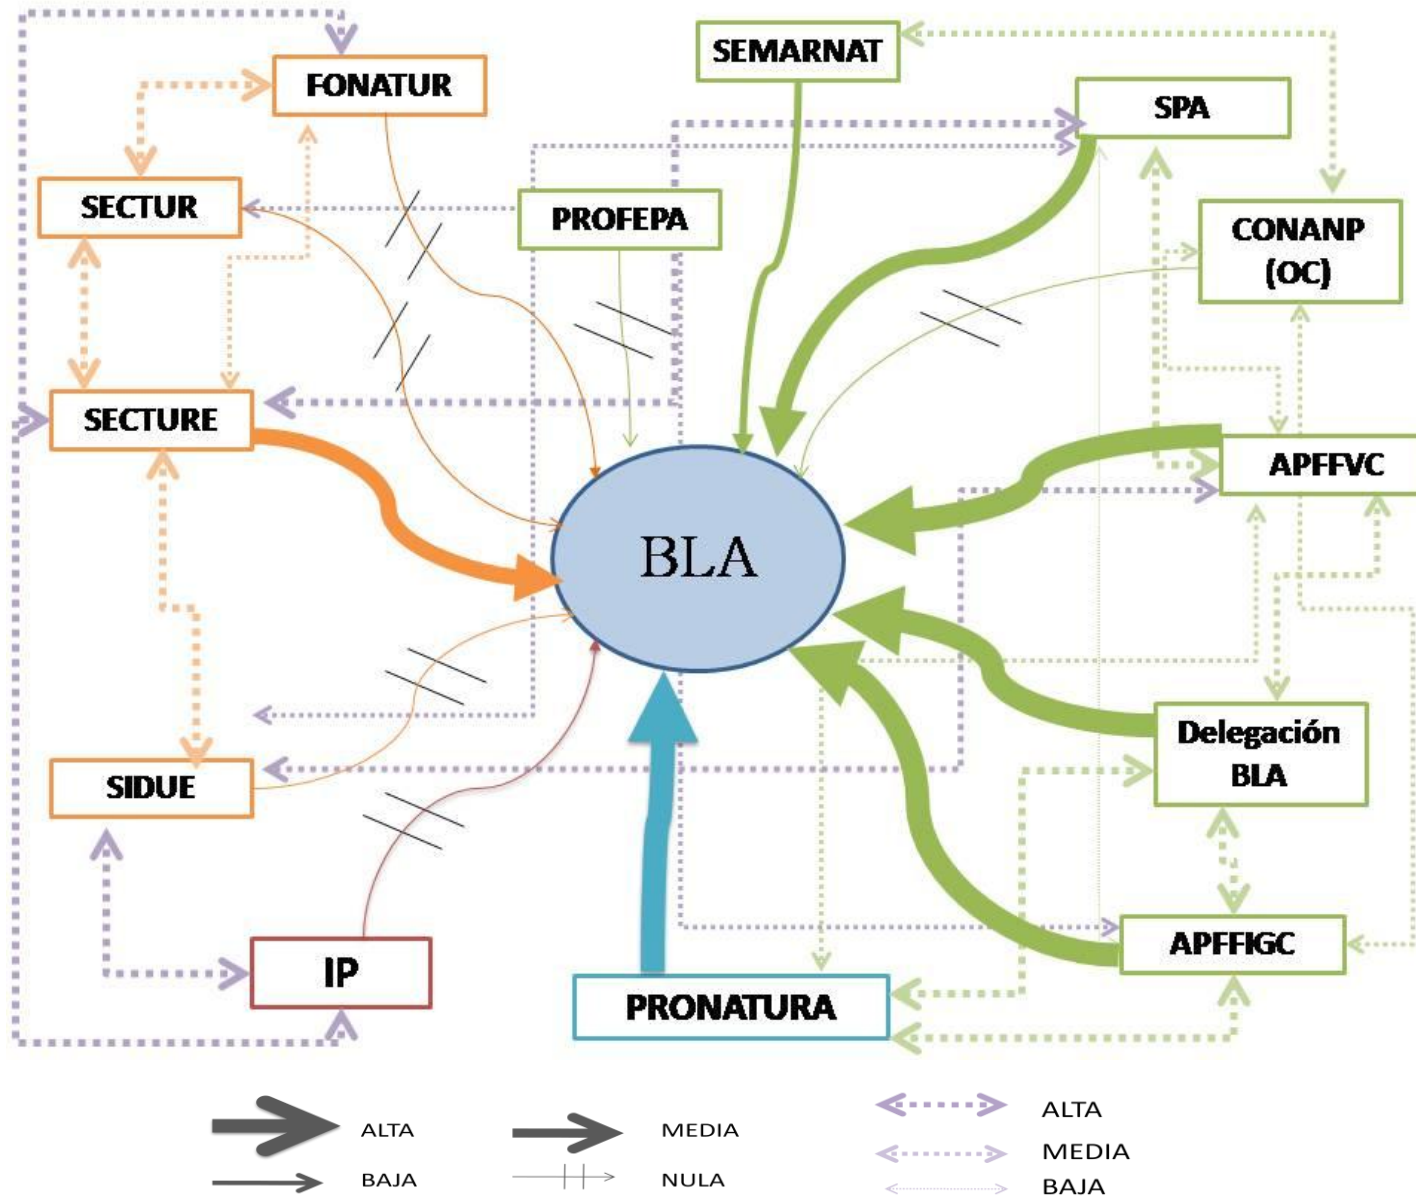 SEMARNAT
FONATUR
SPA
SECTUR
PROFEPA
CONANP
(OC)
SECTURE
APFFVC
BLA
Delegación
BLA
SIDUE
APFFIGC
IP
PRONATURA
ALTA
MEDIA
ALTA
MEDIA
BAJA
NULA
BAJA